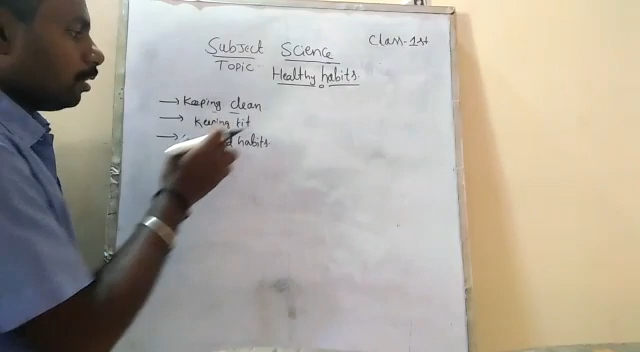 Subject Science Class-1st
Topic Healthy habits
→ Keeping clean
→ Keeping fit
→ habits